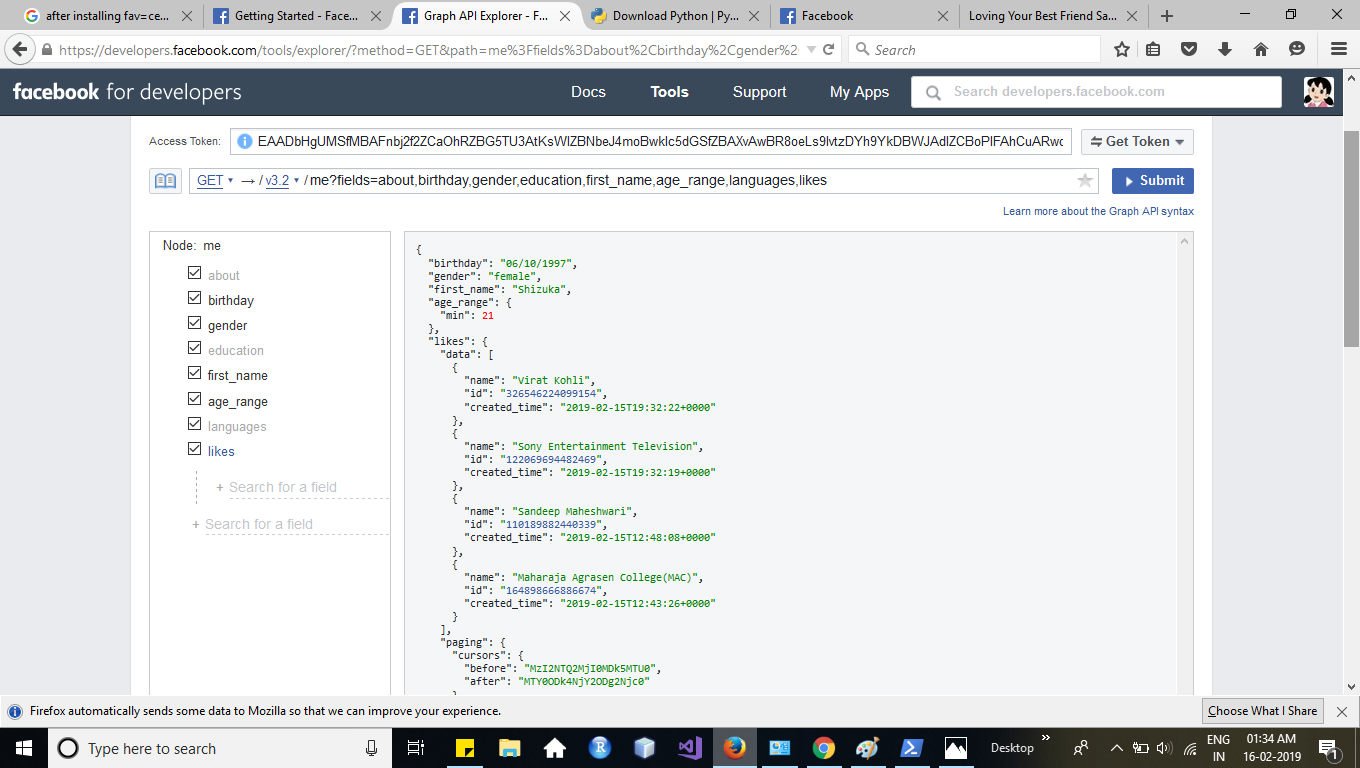 after installing fav=ce...
Getting Started - Face...
Graph API Explorer - F...
Download Python | Py...
Facebook
Loving Your Best Friend Sa...
https://developers.facebook.com/tools/explorer/?method=GET&path=me%3Ffields%3Dabout%2Cbirthday%2Cgender%2
Search
facebook for developers
Docs
Tools
Support
My Apps
Search developers.facebook.com
Access Token:
Get Token
GET → / v3.2 / me?fields=about,birthday,gender,education,first_name,age_range,languages,likes
Submit
Learn more about the Graph API syntax
Node: me
about
birthday
gender
education
first_name
age_range
languages
likes
+ Search for a field
+ Search for a field
{
"birthday": "06/10/1997",
"gender": "female",
"first_name": "Shizuka",
"age_range": {
"min": 21
},
"likes": {
"data": [
{
"name": "Virat Kohli",
"id": "326546224099154",
"created_time": "2019-02-15T19:32:22+0000"
},
{
"name": "Sony Entertainment Television",
"id": "122069694482469",
"created_time": "2019-02-15T19:32:19+0000"
},
{
"name": "Sandeep Maheshwari",
"id": "110189882440339",
"created_time": "2019-02-15T12:48:08+0000"
},
{
"name": "Maharaja Agrasen College(MAC)",
"id": "164898666886674",
"created_time": "2019-02-15T12:43:26+0000"
}
],
"paging": {
"cursors": {
"before": "MzI2NTQ2MjI0MDk5MTU0",
"after": "MTY0ODk4NjY2ODg2Njc0"
Firefox automatically sends some data to Mozilla so that we can improve your experience.
Choose What I Share
Type here to search
Desktop
ENG
IN
01:34 AM
16-02-2019
1